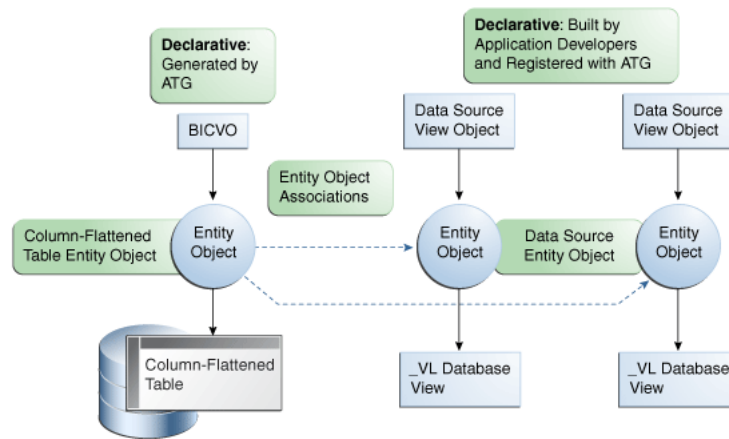 Declarative:
Generated by
ATG
Declarative: Built by
Application Developers
and Registered with ATG
BICVO
Data Source
View Object
Data Source
View Object
Entity Object
Associations
Column-Flattened
Table Entity Object
Entity
Object
Entity
Object
Data Source
Entity Object
Entity
Object
Column-Flattened
Table
_VL Database
View
_VL Database
View